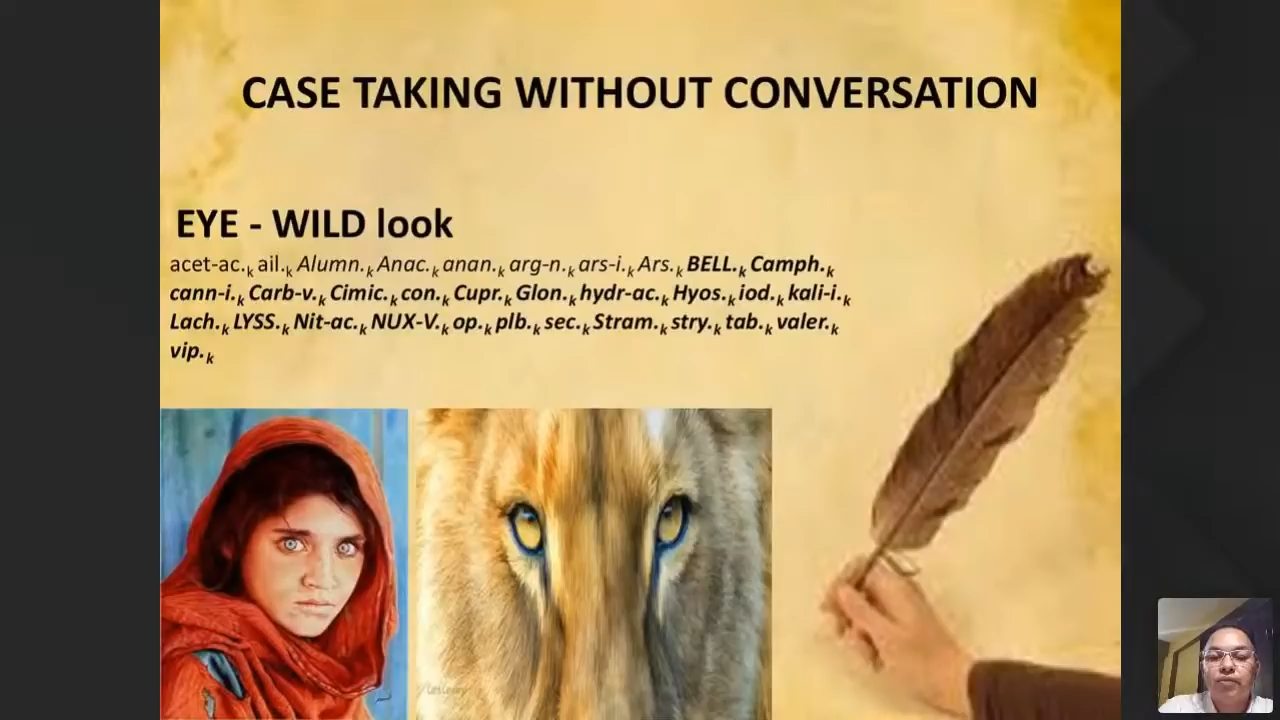 CASE TAKING WITHOUT CONVERSATION
EYE - WILD look
acet-ac.k ail.k Alumn.k Anac.k anan.k arg-n.k ars-i.k Ars.k BELL.k Camph.k
cann-i.k Carb-v.k Cimic.k con.k Cupr.k Glon.k hydr-ac.k Hyos.k iod.k kali-i.k
Lach.k LYSS.k Nit-ac.k NUX-V.k op.k plb.k sec.k Stram.k stry.k tab.k valer.k
vip.k